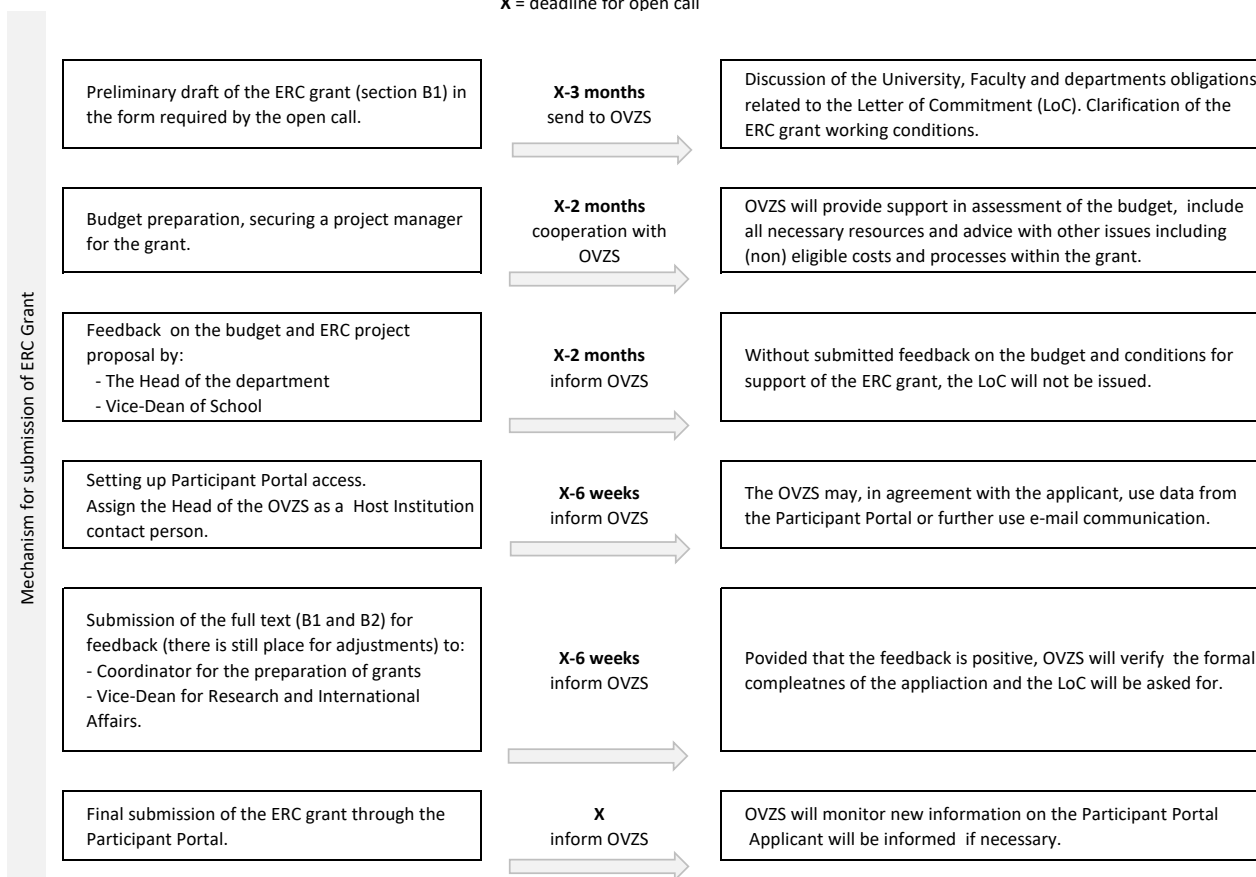 X = deadline for open call
Mechanism for submission of ERC Grant
Preliminary draft of the ERC grant (section B1) in
the form required by the open call.
X-3 months
send to OVZS
Discussion of the University, Faculty and departments obligations
related to the Letter of Commitment (LoC). Clarification of the
ERC grant working conditions.
Budget preparation, securing a project manager
for the grant.
X-2 months
cooperation with
OVZS
OVZS will provide support in assessment of the budget, include
all necessary resources and advice with other issues including
(non) eligible costs and processes within the grant.
Feedback on the budget and ERC project
proposal by:
- The Head of the department
- Vice-Dean of School
X-2 months
inform OVZS
Without submitted feedback on the budget and conditions for
support of the ERC grant, the LoC will not be issued.
Setting up Participant Portal access.
Assign the Head of the OVZS as a Host Institution
contact person.
X-6 weeks
inform OVZS
The OVZS may, in agreement with the applicant, use data from
the Participant Portal or further use e-mail communication.
Submission of the full text (B1 and B2) for
feedback (there is still place for adjustments) to:
- Coordinator for the preparation of grants
- Vice-Dean for Research and International
Affairs.
X-6 weeks
inform OVZS
Povided that the feedback is positive, OVZS will verify the formal
compleatnes of the appliaction and the LoC will be asked for.
Final submission of the ERC grant through the
Participant Portal.
X
inform OVZS
OVZS will monitor new information on the Participant Portal
Applicant will be informed if necessary.